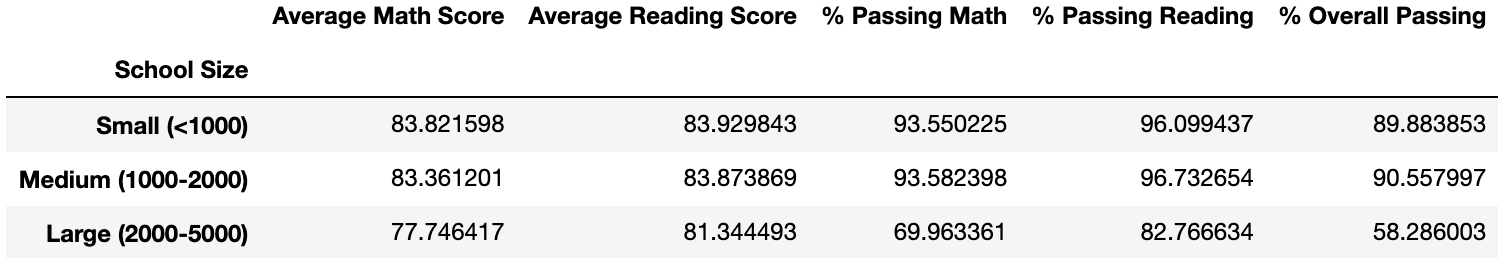 Average Math Score Average Reading Score % Passing Math % Passing Reading % Overall Passing
School Size
Small (<1000) 83.821598 83.929843 93.550225 96.099437 89.883853
Medium (1000-2000) 83.361201 83.873869 93.582398 96.732654 90.557997
Large (2000-5000) 77.746417 81.344493 69.963361 82.766634 58.286003